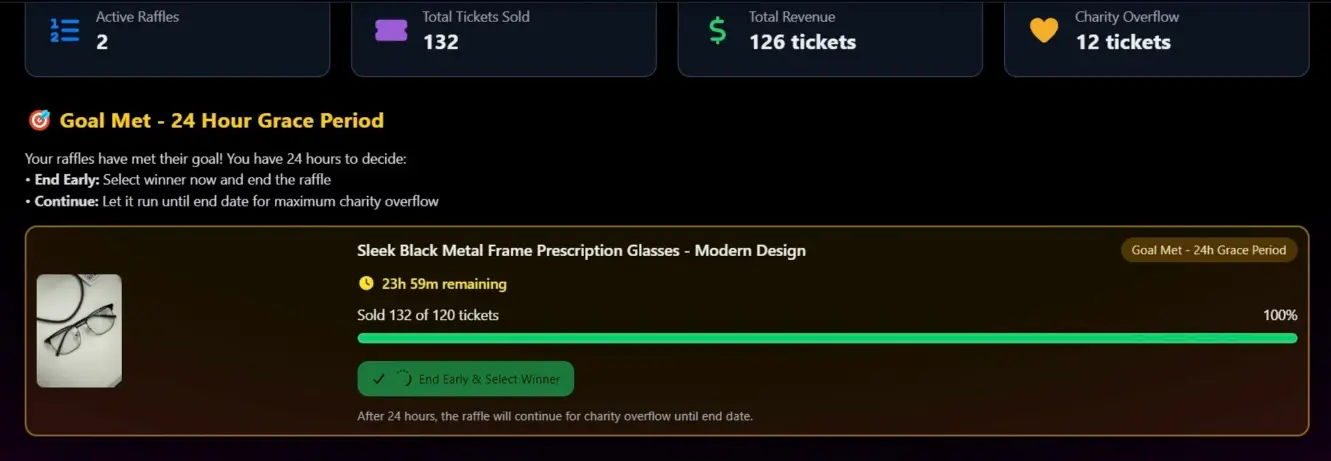 Active Raffles
2
Total Tickets Sold
132
Total Revenue
126 tickets
Charity Overflow
12 tickets
Goal Met - 24 Hour Grace Period
Your raffles have met their goal! You have 24 hours to decide:
• End Early: Select winner now and end the raffle
• Continue: Let it run until end date for maximum charity overflow
Sleek Black Metal Frame Prescription Glasses - Modern Design
Goal Met - 24h Grace Period
23h 59m remaining
Sold 132 of 120 tickets
100%
End Early & Select Winner
After 24 hours, the raffle will continue for charity overflow until end date.